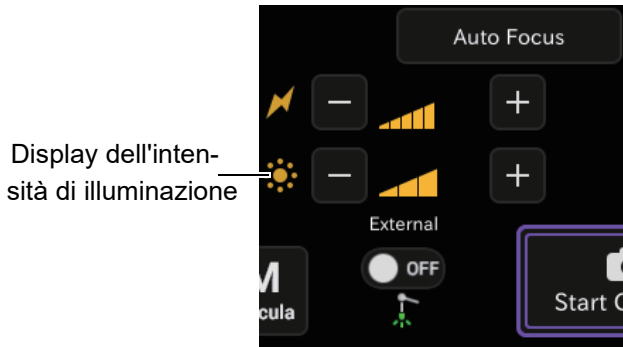 Auto Focus
Display dell'inten-
sità di illuminazione
External
OFF
M
cula
Start